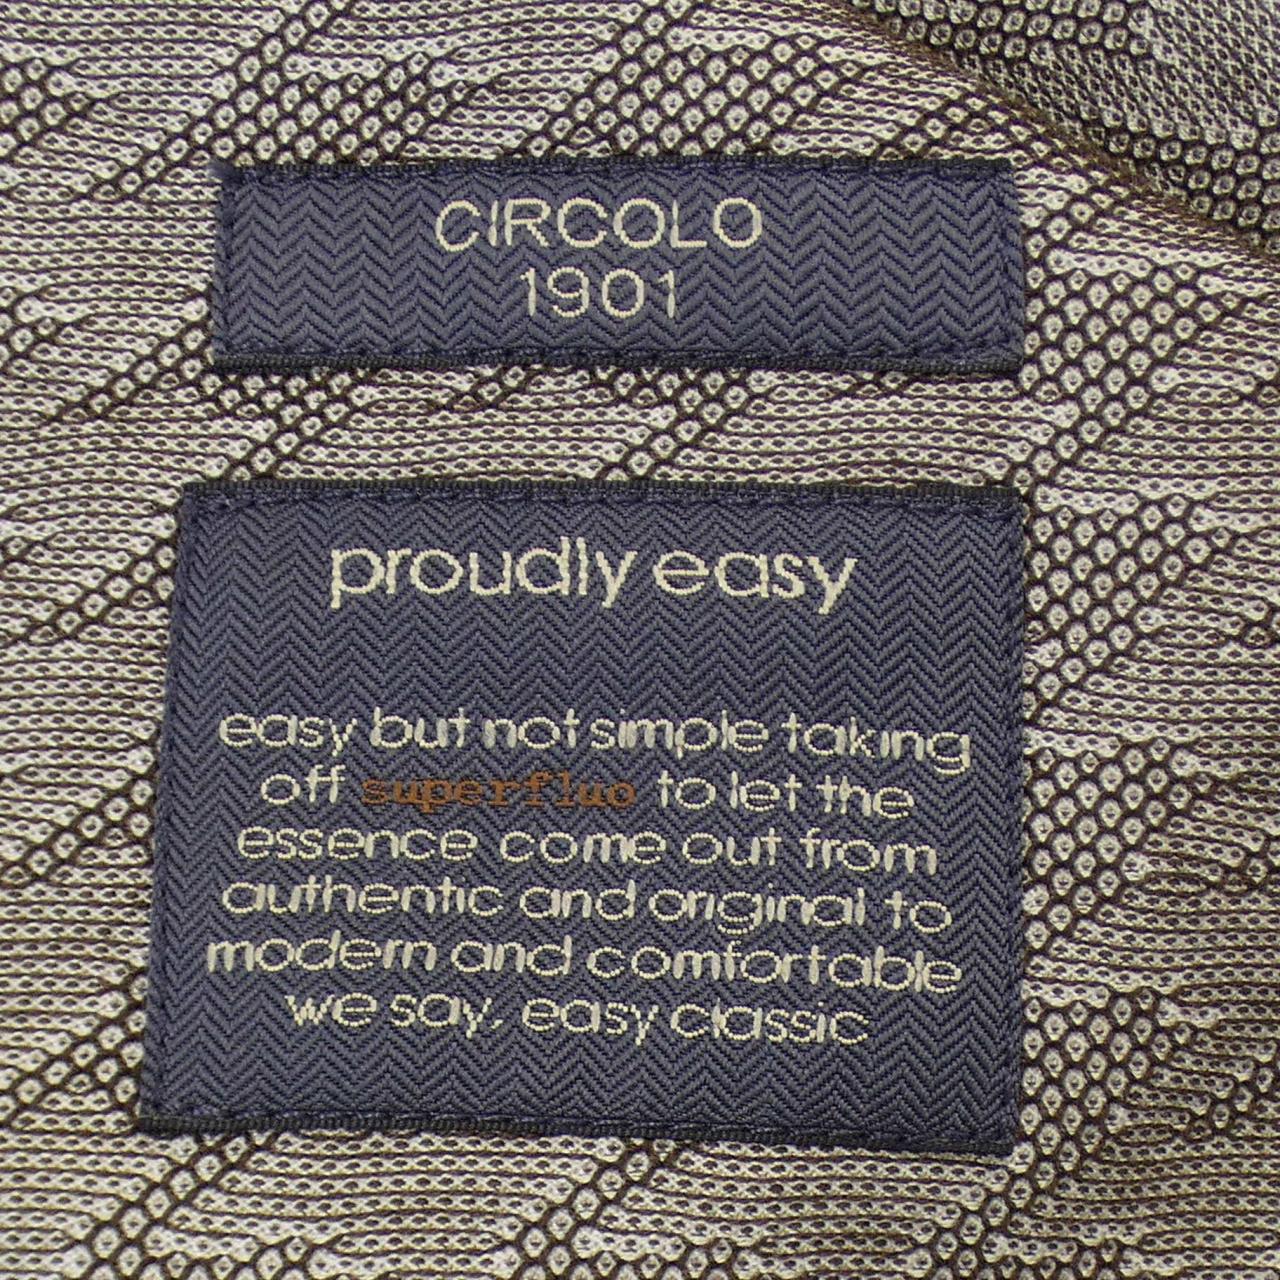 CIRCOLO
1901
proudly easy
easy but not simple taking
off superfluo to let the
essence come out from
authentic and original to
modern and comfortable
we say, easy classic